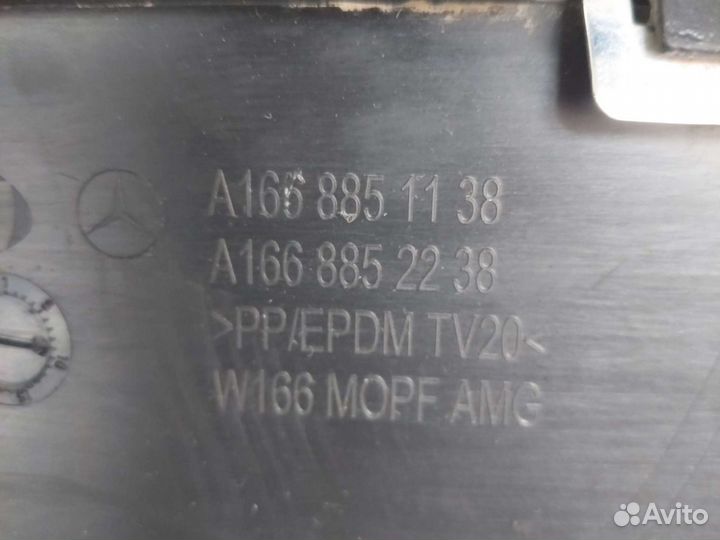 A166 885 11 38
A166 885 22 38
>PP/EPDM TV20<
W166 MOPF AMG
Avito